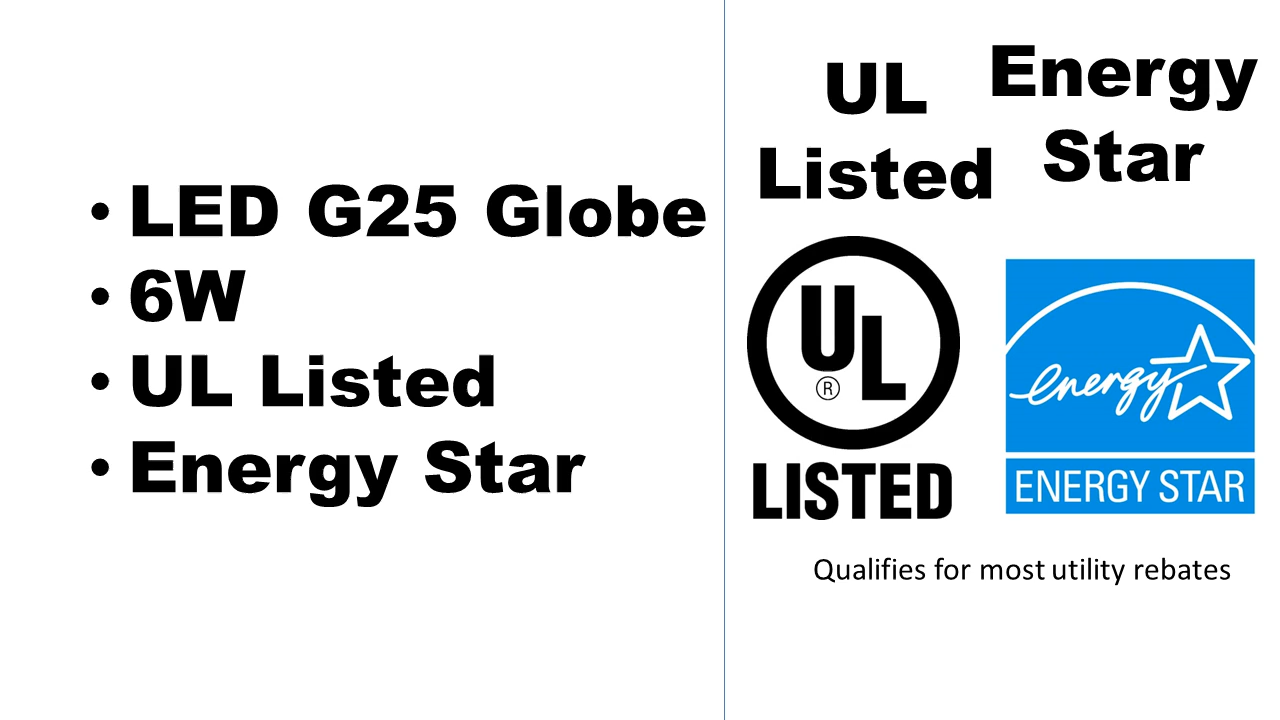 • LED G25 Globe
• 6W
• UL Listed
• Energy Star
UL
Listed
Energy
Star
UL
®
LISTED
energy
ENERGY STAR
Qualifies for most utility rebates